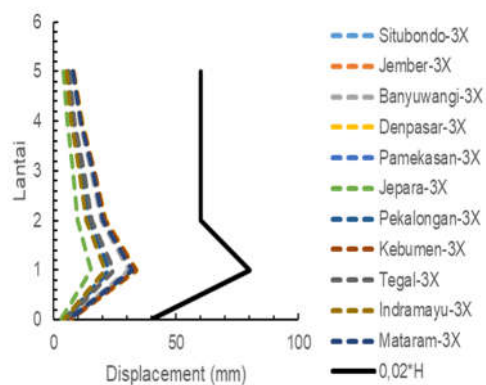 6
5
4
3
2
1
0
Lantai
0 50 100
Displacement (mm)
Situbondo-3X
Jember-3X
Banyuwangi-3X
Denpasar-3X
Pamekasan-3X
Jepara-3X
Pekalongan-3X
Kebumen-3X
Tegal-3X
Indramayu-3X
Mataram-3X
0,02*H